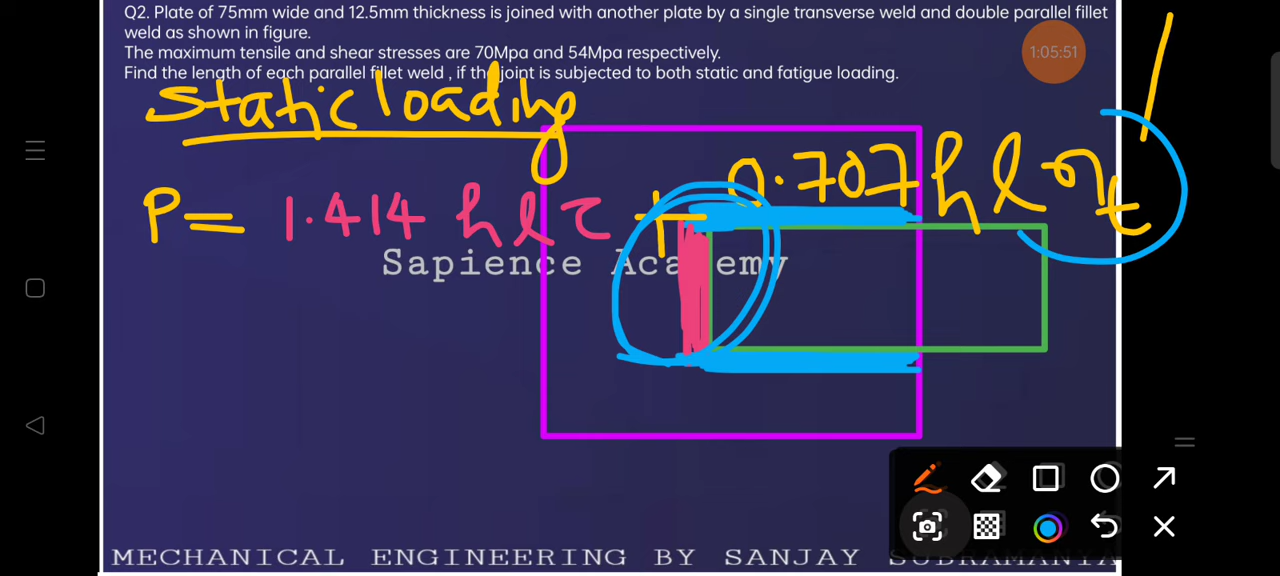 Q2. Plate of 75mm wide and 12.5mm thickness is joined with another plate by a single transverse weld and double parallel fillet
weld as shown in figure.
The maximum tensile and shear stresses are 70Mpa and 54Mpa respectively.
Find the length of each parallel fillet weld , if the joint is subjected to both static and fatigue loading.
1:05:51
static loading
P = 1.414 h l τ + 0.707 h l σt
Sapience Academy
MECHANICAL ENGINEERING BY SANJAY SUBRAMANIA